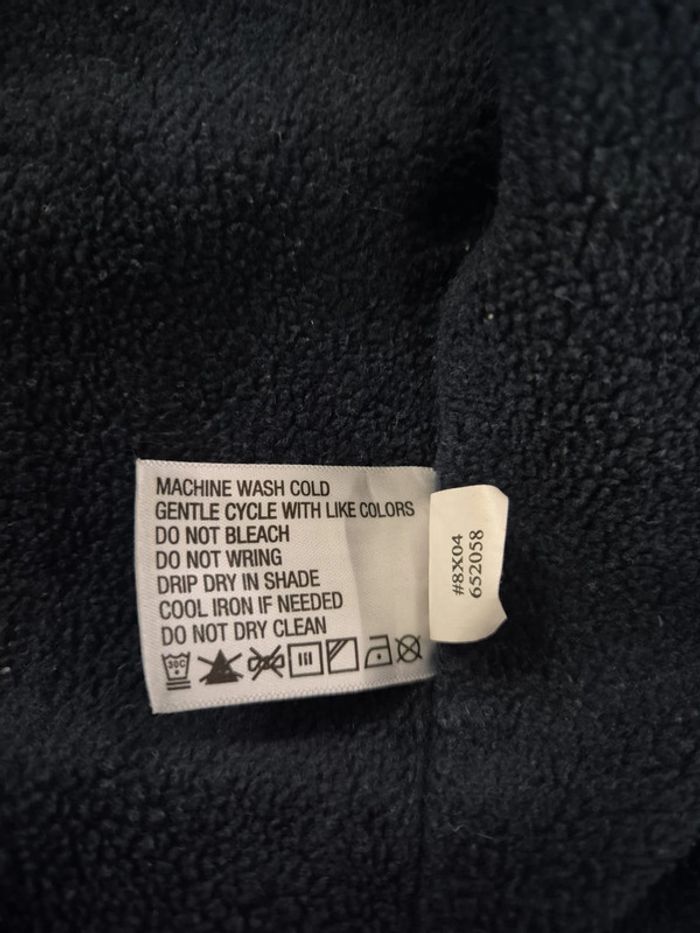 MACHINE WASH COLD
GENTLE CYCLE WITH LIKE COLORS
DO NOT BLEACH
DO NOT WRING
DRIP DRY IN SHADE
COOL IRON IF NEEDED
DO NOT DRY CLEAN
30C
#8X04
652058